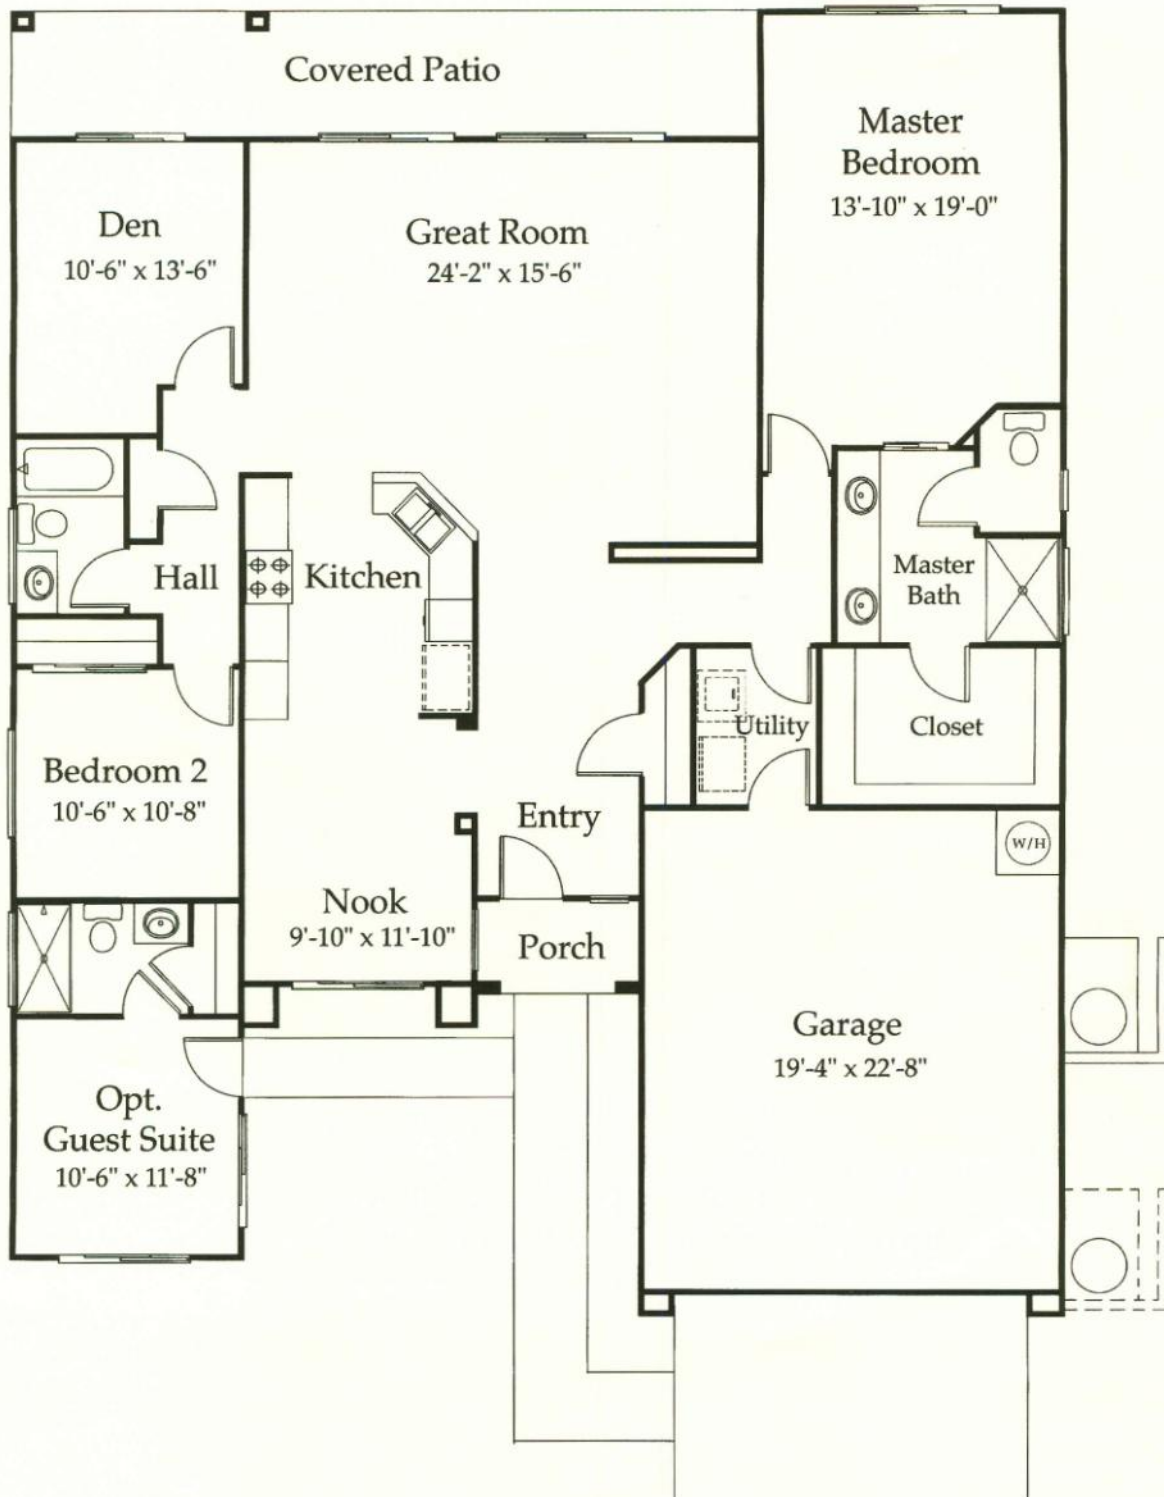 Covered Patio
Master
Bedroom
13'-10" x 19'-0"
Den
10'-6" x 13'-6"
Great Room
24'-2" x 15'-6"
Hall
Kitchen
Master
Bath
Utility
Closet
Bedroom 2
10'-6" x 10'-8"
Entry
W/H
Nook
9'-10" x 11'-10"
Porch
Garage
19'-4" x 22'-8"
Opt.
Guest Suite
10'-6" x 11'-8"